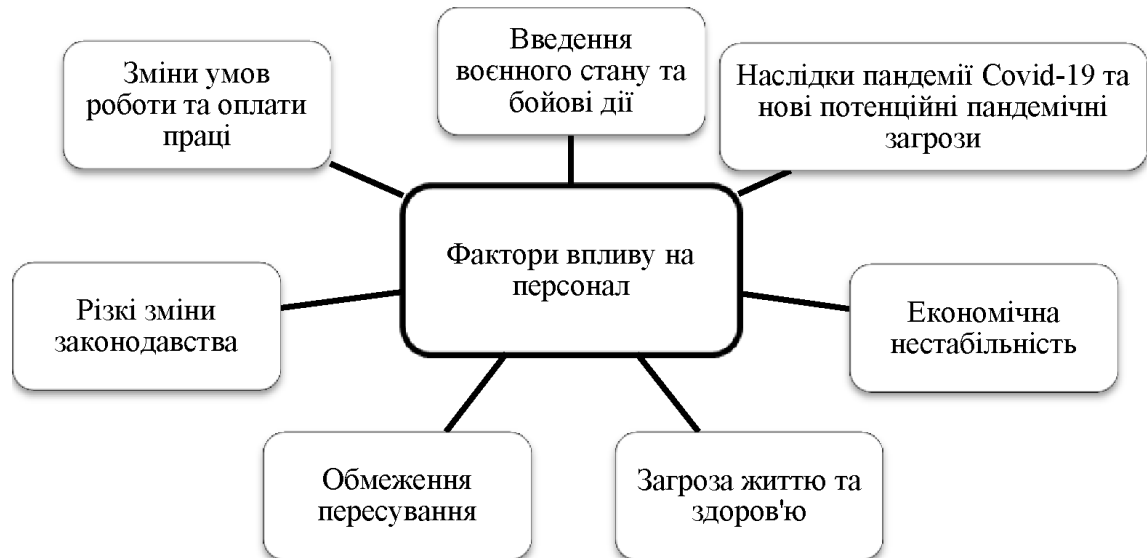 Введення
воєнного стану та
бойові дії
Зміни умов
роботи та оплати
праці
Наслідки пандемії Covid-19 та
нові потенційні пандемічні
загрози
Фактори впливу на
персонал
Різкі зміни
законодавства
Економічна
нестабільність
Обмеження
пересування
Загроза життю та
здоров'ю